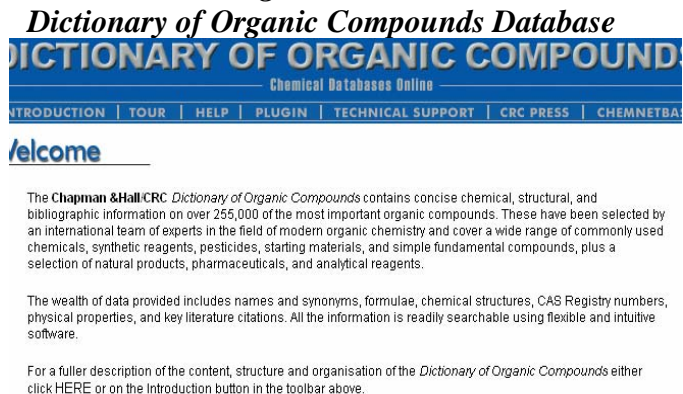 Dictionary of Organic Compounds Database
DICTIONARY OF ORGANIC COMPOUNDS
Chemical Databases Online
NTRODUCTION | TOUR | HELP | PLUGIN | TECHNICAL SUPPORT | CRC PRESS | CHEMNETBAS
Welcome
The Chapman &Hall/CRC Dictionary of Organic Compounds contains concise chemical, structural, and
bibliographic information on over 255,000 of the most important organic compounds. These have been selected by
an international team of experts in the field of modern organic chemistry and cover a wide range of commonly used
chemicals, synthetic reagents, pesticides, starting materials, and simple fundamental compounds, plus a
selection of natural products, pharmaceuticals, and analytical reagents.
The wealth of data provided includes names and synonyms, formulae, chemical structures, CAS Registry numbers,
physical properties, and key literature citations. All the information is readily searchable using flexible and intuitive
software.
For a fuller description of the content, structure and organisation of the Dictionary of Organic Compounds either
click HERE or on the Introduction button in the toolbar above.